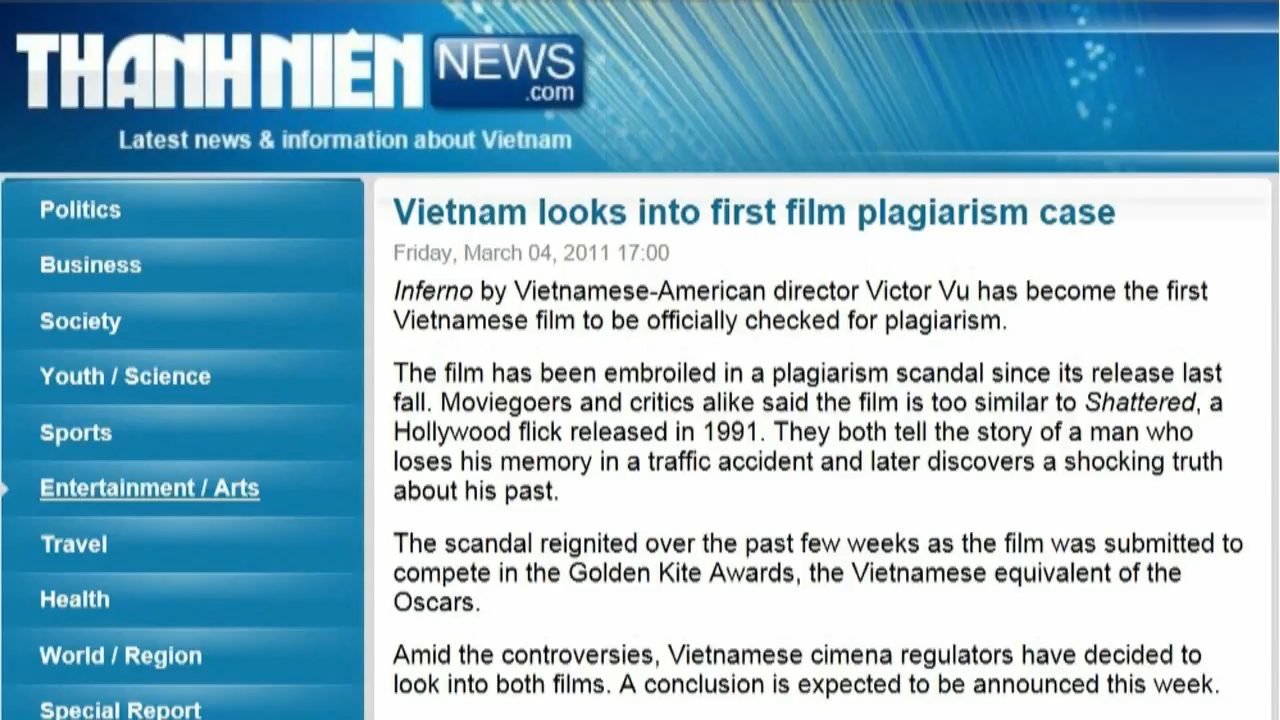 THANH NIÊN NEWS
.com
Latest news & information about Vietnam
Politics
Business
Society
Youth / Science
Sports
Entertainment / Arts
Travel
Health
World / Region
Special Report
Vietnam looks into first film plagiarism case
Friday, March 04, 2011 17:00
Inferno by Vietnamese-American director Victor Vu has become the first
Vietnamese film to be officially checked for plagiarism.
The film has been embroiled in a plagiarism scandal since its release last
fall. Moviegoers and critics alike said the film is too similar to Shattered, a
Hollywood flick released in 1991. They both tell the story of a man who
loses his memory in a traffic accident and later discovers a shocking truth
about his past.
The scandal reignited over the past few weeks as the film was submitted to
compete in the Golden Kite Awards, the Vietnamese equivalent of the
Oscars.
Amid the controversies, Vietnamese cimena regulators have decided to
look into both films. A conclusion is expected to be announced this week.